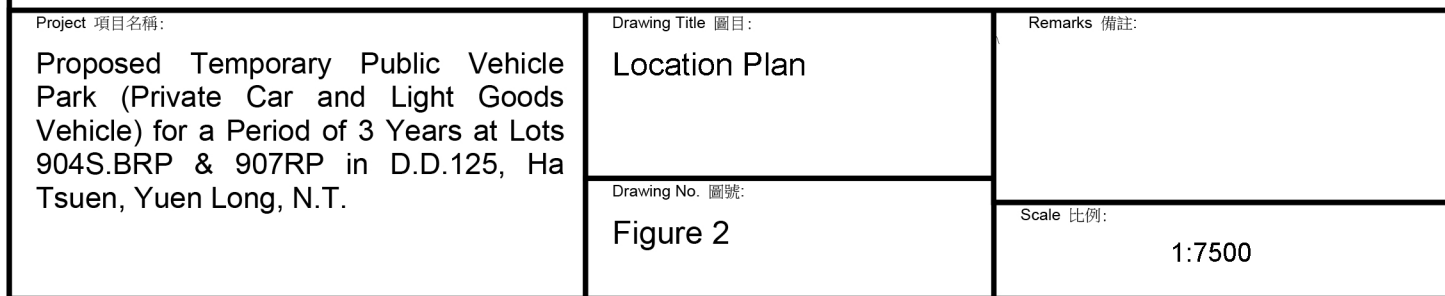 Project 項目名稱:
Proposed Temporary Public Vehicle
Park (Private Car and Light Goods
Vehicle) for a Period of 3 Years at Lots
904S.BRP & 907RP in D.D.125, Ha
Tsuen, Yuen Long, N.T.
Drawing Title 圖目:
Location Plan
Drawing No. 圖號:
Figure 2
Remarks 備註:
\
Scale 比例:
1:7500